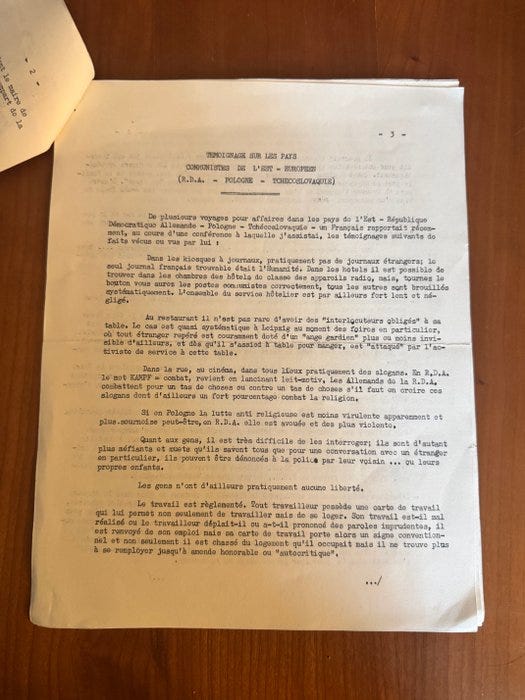 - 2 -
- 3 -
TEMOIGNAGE SUR LES PAYS
COMMUNISTES DE L'EST - EUROPEEN
(R.D.A. - POLOGNE - TCHECOSLOVAQUIE)
De plusieurs voyages pour affaires dans les pays de l'Est - République
Démocratique Allemande - Pologne - Tchécoslovaquie - un Français rapportait récem-
ment, au cours d'une conférence à laquelle j'assistai, les témoignages suivants de
faits vécus ou vus par lui :
Dans les kiosques à journaux, pratiquement pas de journaux étrangers; le
seul journal français trouvable était l'Humanité. Dans les hotels il est possible de
trouver dans les chambres des hôtels de classe des appareils radio, mais, tournez le
bouton vous aurez les postes communistes correctement, tous les autres sont brouillés
systématiquement. L'ensemble du service hôtelier est par ailleurs fort lent et né-
gligé.
Au restaurant il n'est pas rare d'avoir des "interlocuteurs obligés" à sa
table. Le cas est quasi systématique à Leipzig au moment des foires en particulier,
où tout étranger repéré est couramment doté d'un "ange gardien" plus ou moins invi-
sible d'ailleurs, et dès qu'il s'assied à table pour manger, est "attaqué" par l'ac-
tiviste de service à cette table.
Dans la rue, au cinéma, dans tous lieux pratiquement des slogans. En R.D.A.
le mot KAMPF = combat, revient en lancinant leit-motiv. Les Allemands de la R.D.A.
combattent pour un tas de choses ou contre un tas de choses s'il faut en croire ces
slogans dont d'ailleurs un fort pourcentage combat la religion.
Si en Pologne la lutte anti religieuse est moins virulente apparemment et
plus sournoise peut-être, en R.D.A. elle est avouée et des plus violente.
Quant aux gens, il est très difficile de les interroger; ils sont d'autant
plus méfiants et muets qu'ils savent tous que pour une conversation avec un étranger
en particulier, ils peuvent être dénoncés à la police par leur voisin ... ou leurs
propres enfants.
Les gens n'ont d'ailleurs pratiquement aucune liberté.
Le travail est règlementé. Tout travailleur possède une carte de travail
qui lui permet non seulement de travailler mais de se loger. Son travail est-il mal
réalisé ou le travailleur déplait-il ou a-t-il prononcé des paroles imprudentes, il
est renvoyé de son emploi mais sa carte de travail porte alors un signe convention-
nel et non seulement il est chassé du logement qu'il occupait mais il ne trouve plus
à se remployer jusqu'à amende honorable ou "autocritique".
.../